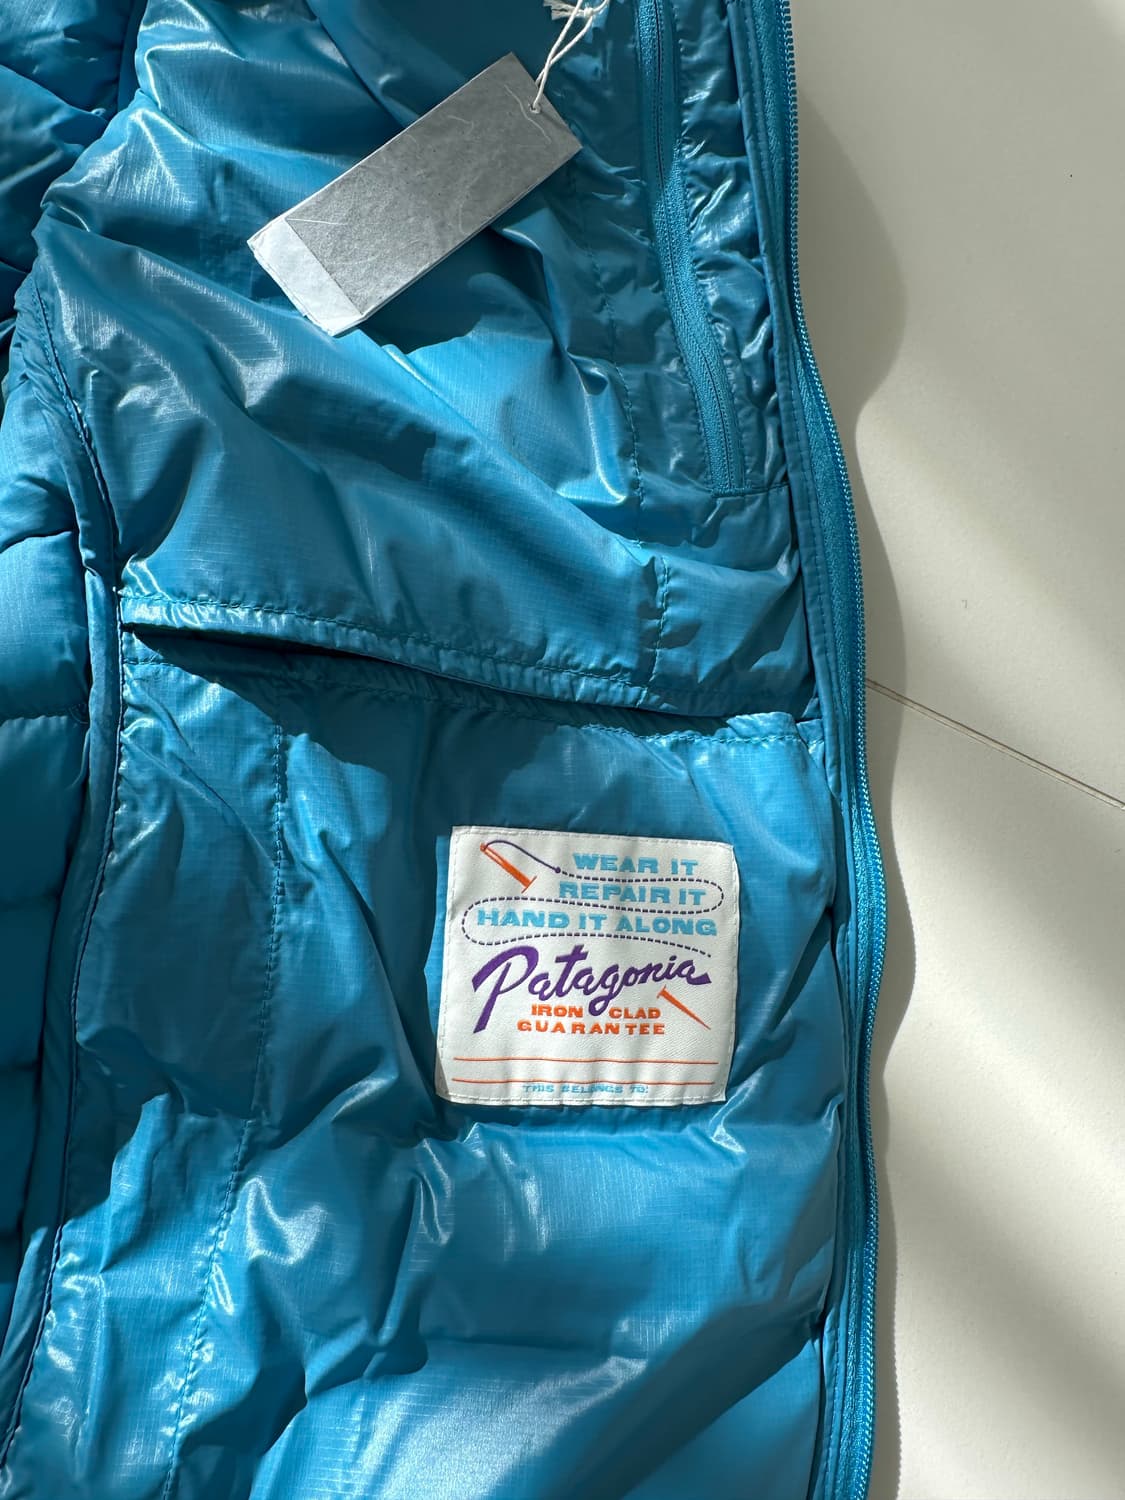 WEAR IT
REPAIR IT
HAND IT ALONG
Patagonia
IRON CLAD
GUARANTEE
THIS BELONGS TO: